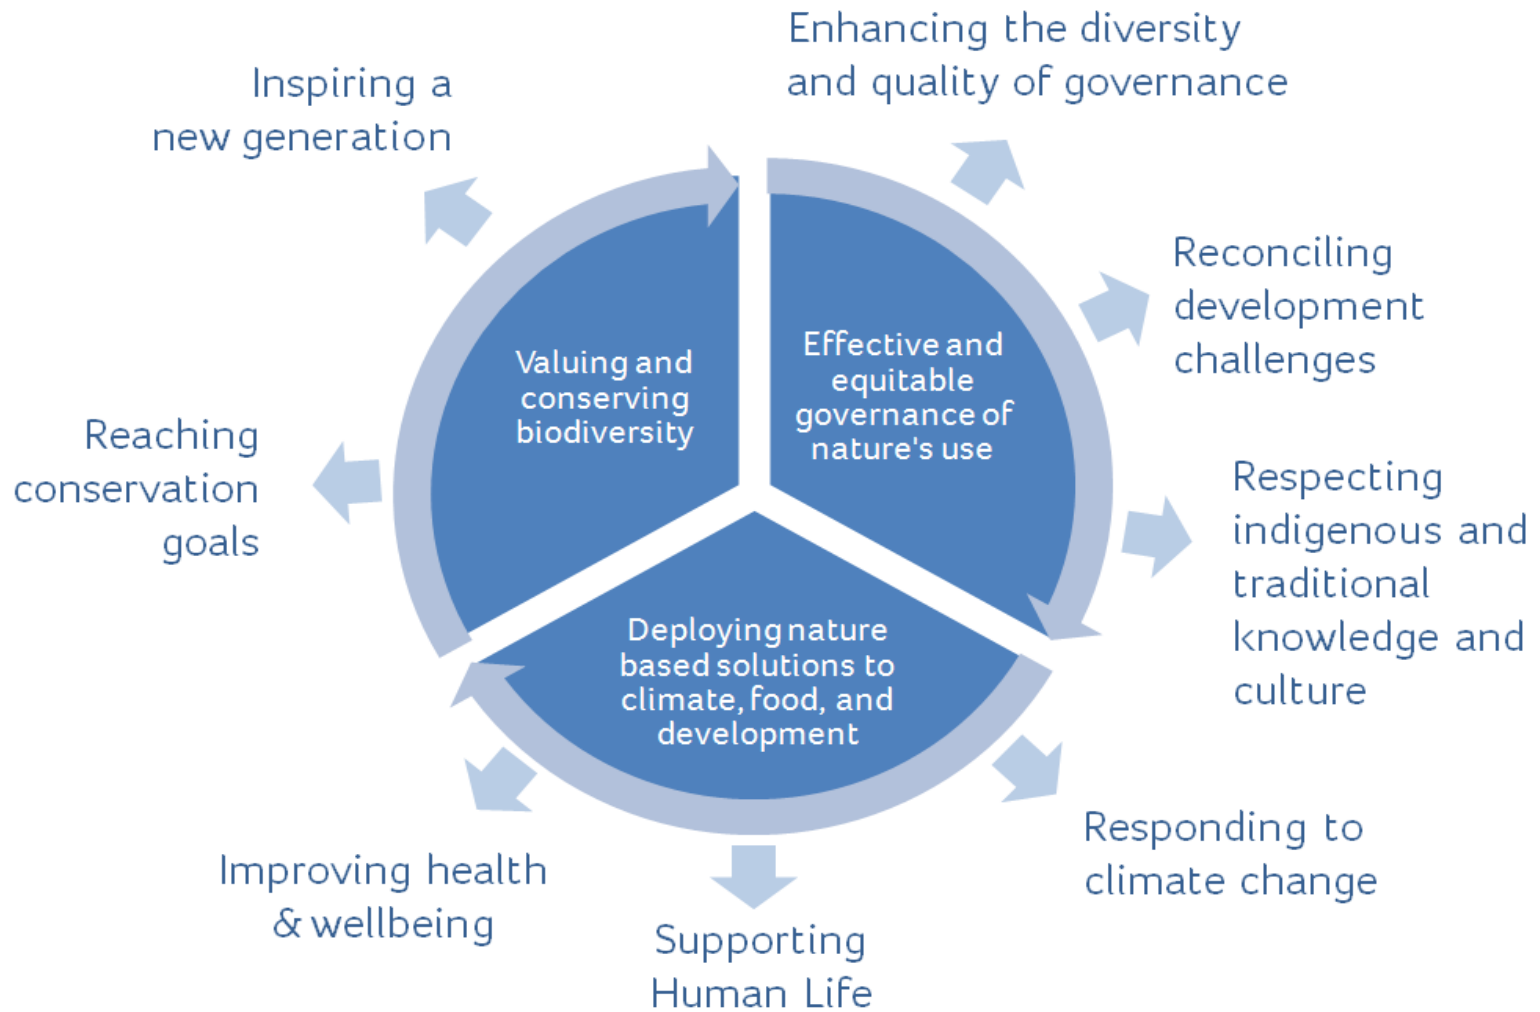 Enhancing the diversity
and quality of governance
Inspiring a
new generation
Reconciling
development
challenges
Effective and
equitable
governance of
nature's use
Valuing and
conserving
biodiversity
Reaching
conservation
goals
Respecting
indigenous and
traditional
knowledge and
culture
Deploying nature
based solutions to
climate, food, and
development
Responding to
climate change
Improving health
& wellbeing
Supporting
Human Life